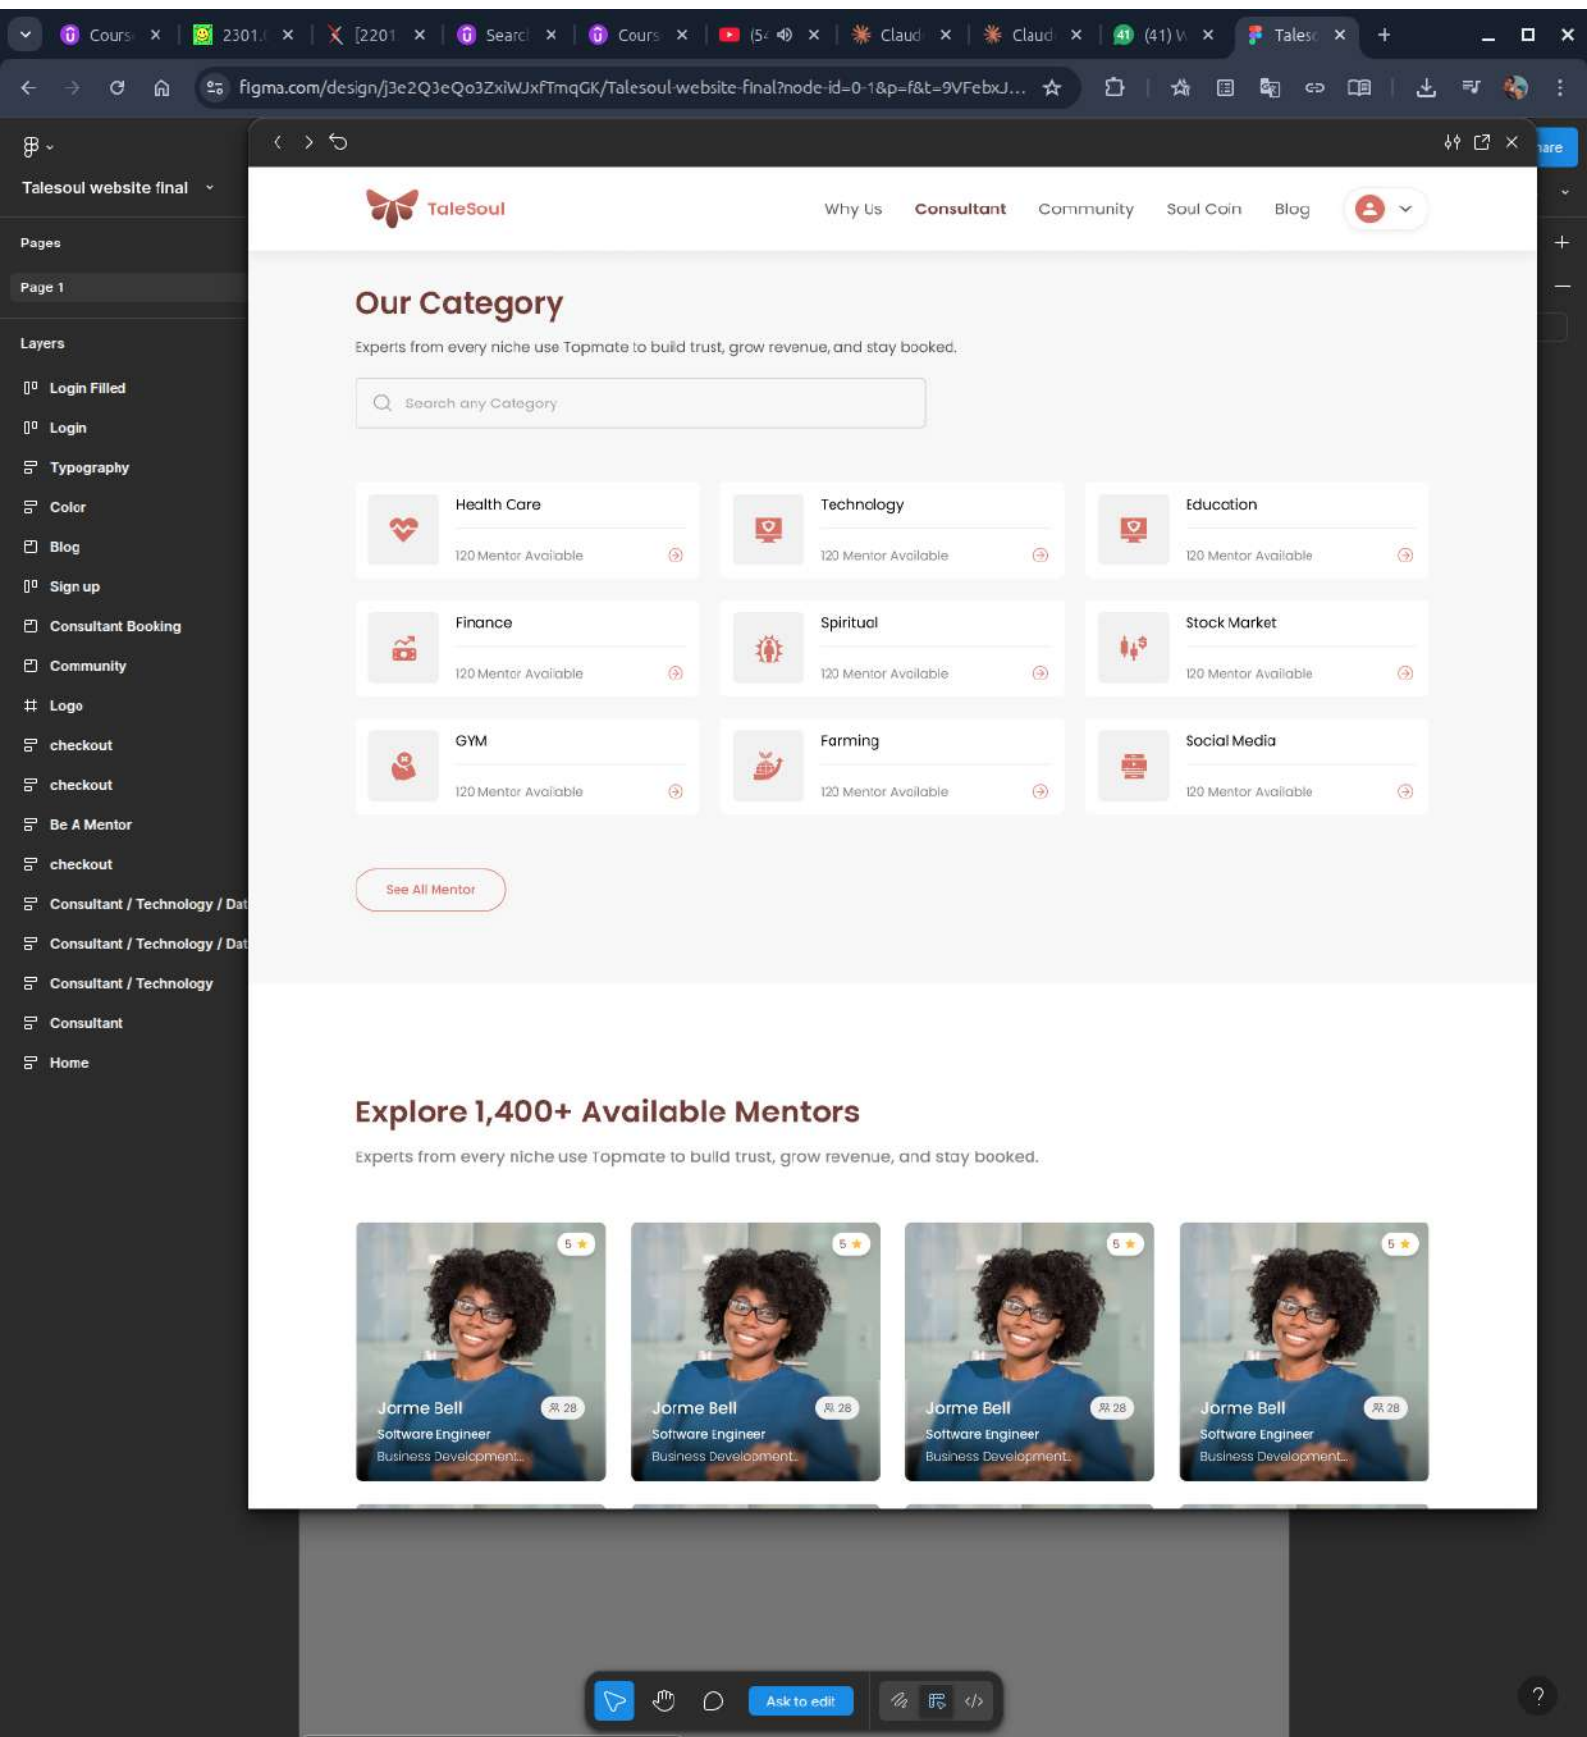 Cours
2301.
[2201
Searc
Cours
(54
Claud
Claud
41
(41) W
Tales
figma.com/design/j3e2Q3eQo3ZxiWJxfTmqGK/Talesoul-website-final?node-id=0-1&p=f&t=9VFebxJ...
hare
Talesoul website final
Pages
Page 1
Layers
Login Filled
Login
Typography
Color
Blog
Sign up
Consultant Booking
Community
Logo
checkout
checkout
Be A Mentor
checkout
Consultant / Technology / Dat
Consultant / Technology / Dat
Consultant / Technology
Consultant
Home
TaleSoul
Why Us
Consultant
Community
Soul Coin
Blog
Our Category
Experts from every niche use Topmate to build trust, grow revenue, and stay booked.
Search any Category
Health Care
120 Mentor Available
Technology
120 Mentor Available
Education
120 Mentor Available
Finance
120 Mentor Available
Spiritual
120 Mentor Available
Stock Market
120 Mentor Available
GYM
120 Mentor Available
Farming
120 Mentor Available
Social Media
120 Mentor Available
See All Mentor
Explore 1,400+ Available Mentors
Experts from every niche use Topmate to build trust, grow revenue, and stay booked.
5
Jorme Bell
28
Software Engineer
Business Development...
5
Jorme Bell
28
Software Engineer
Business Development...
5
Jorme Bell
28
Software Engineer
Business Development...
5
Jorme Bell
28
Software Engineer
Business Development...
Ask to edit
</>
?